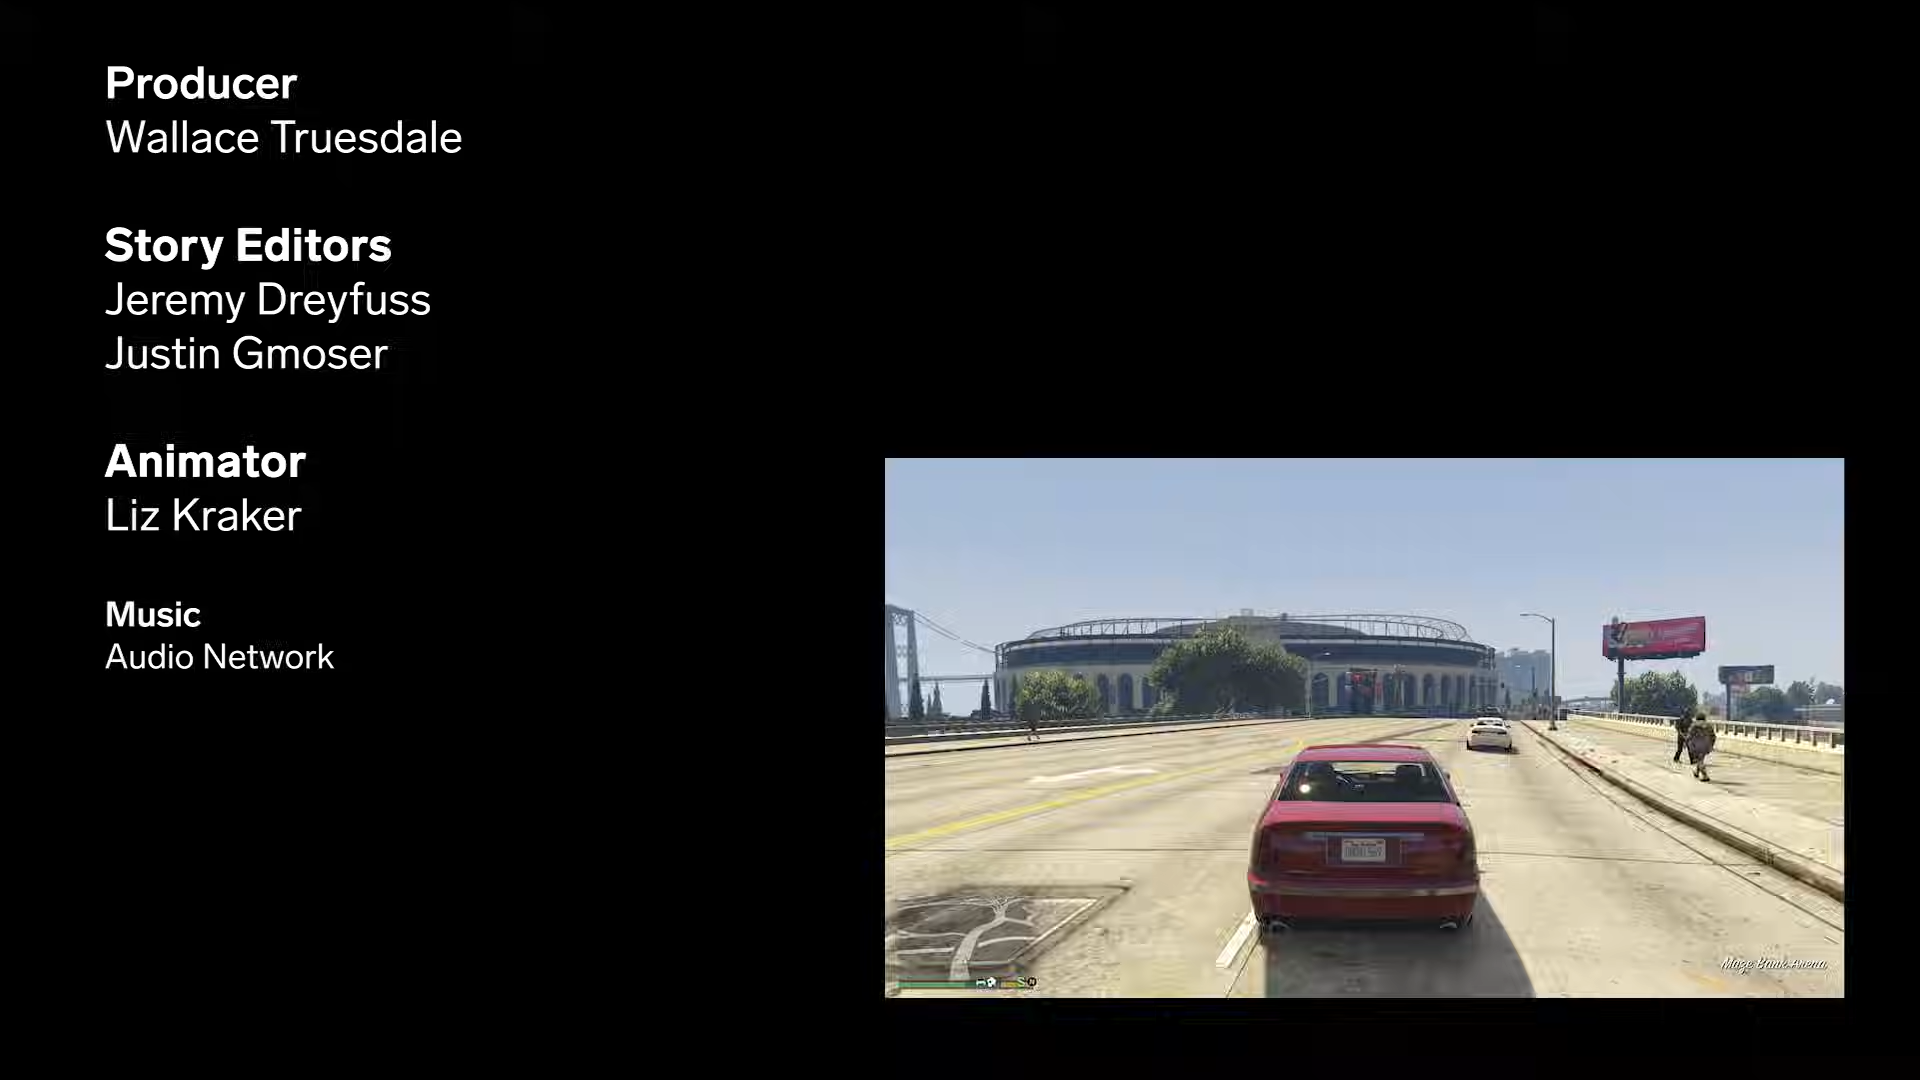 Producer
Wallace Truesdale
Story Editors
Jeremy Dreyfuss
Justin Gmoser
Animator
Liz Kraker
Music
Audio Network
Maze Bank Arena